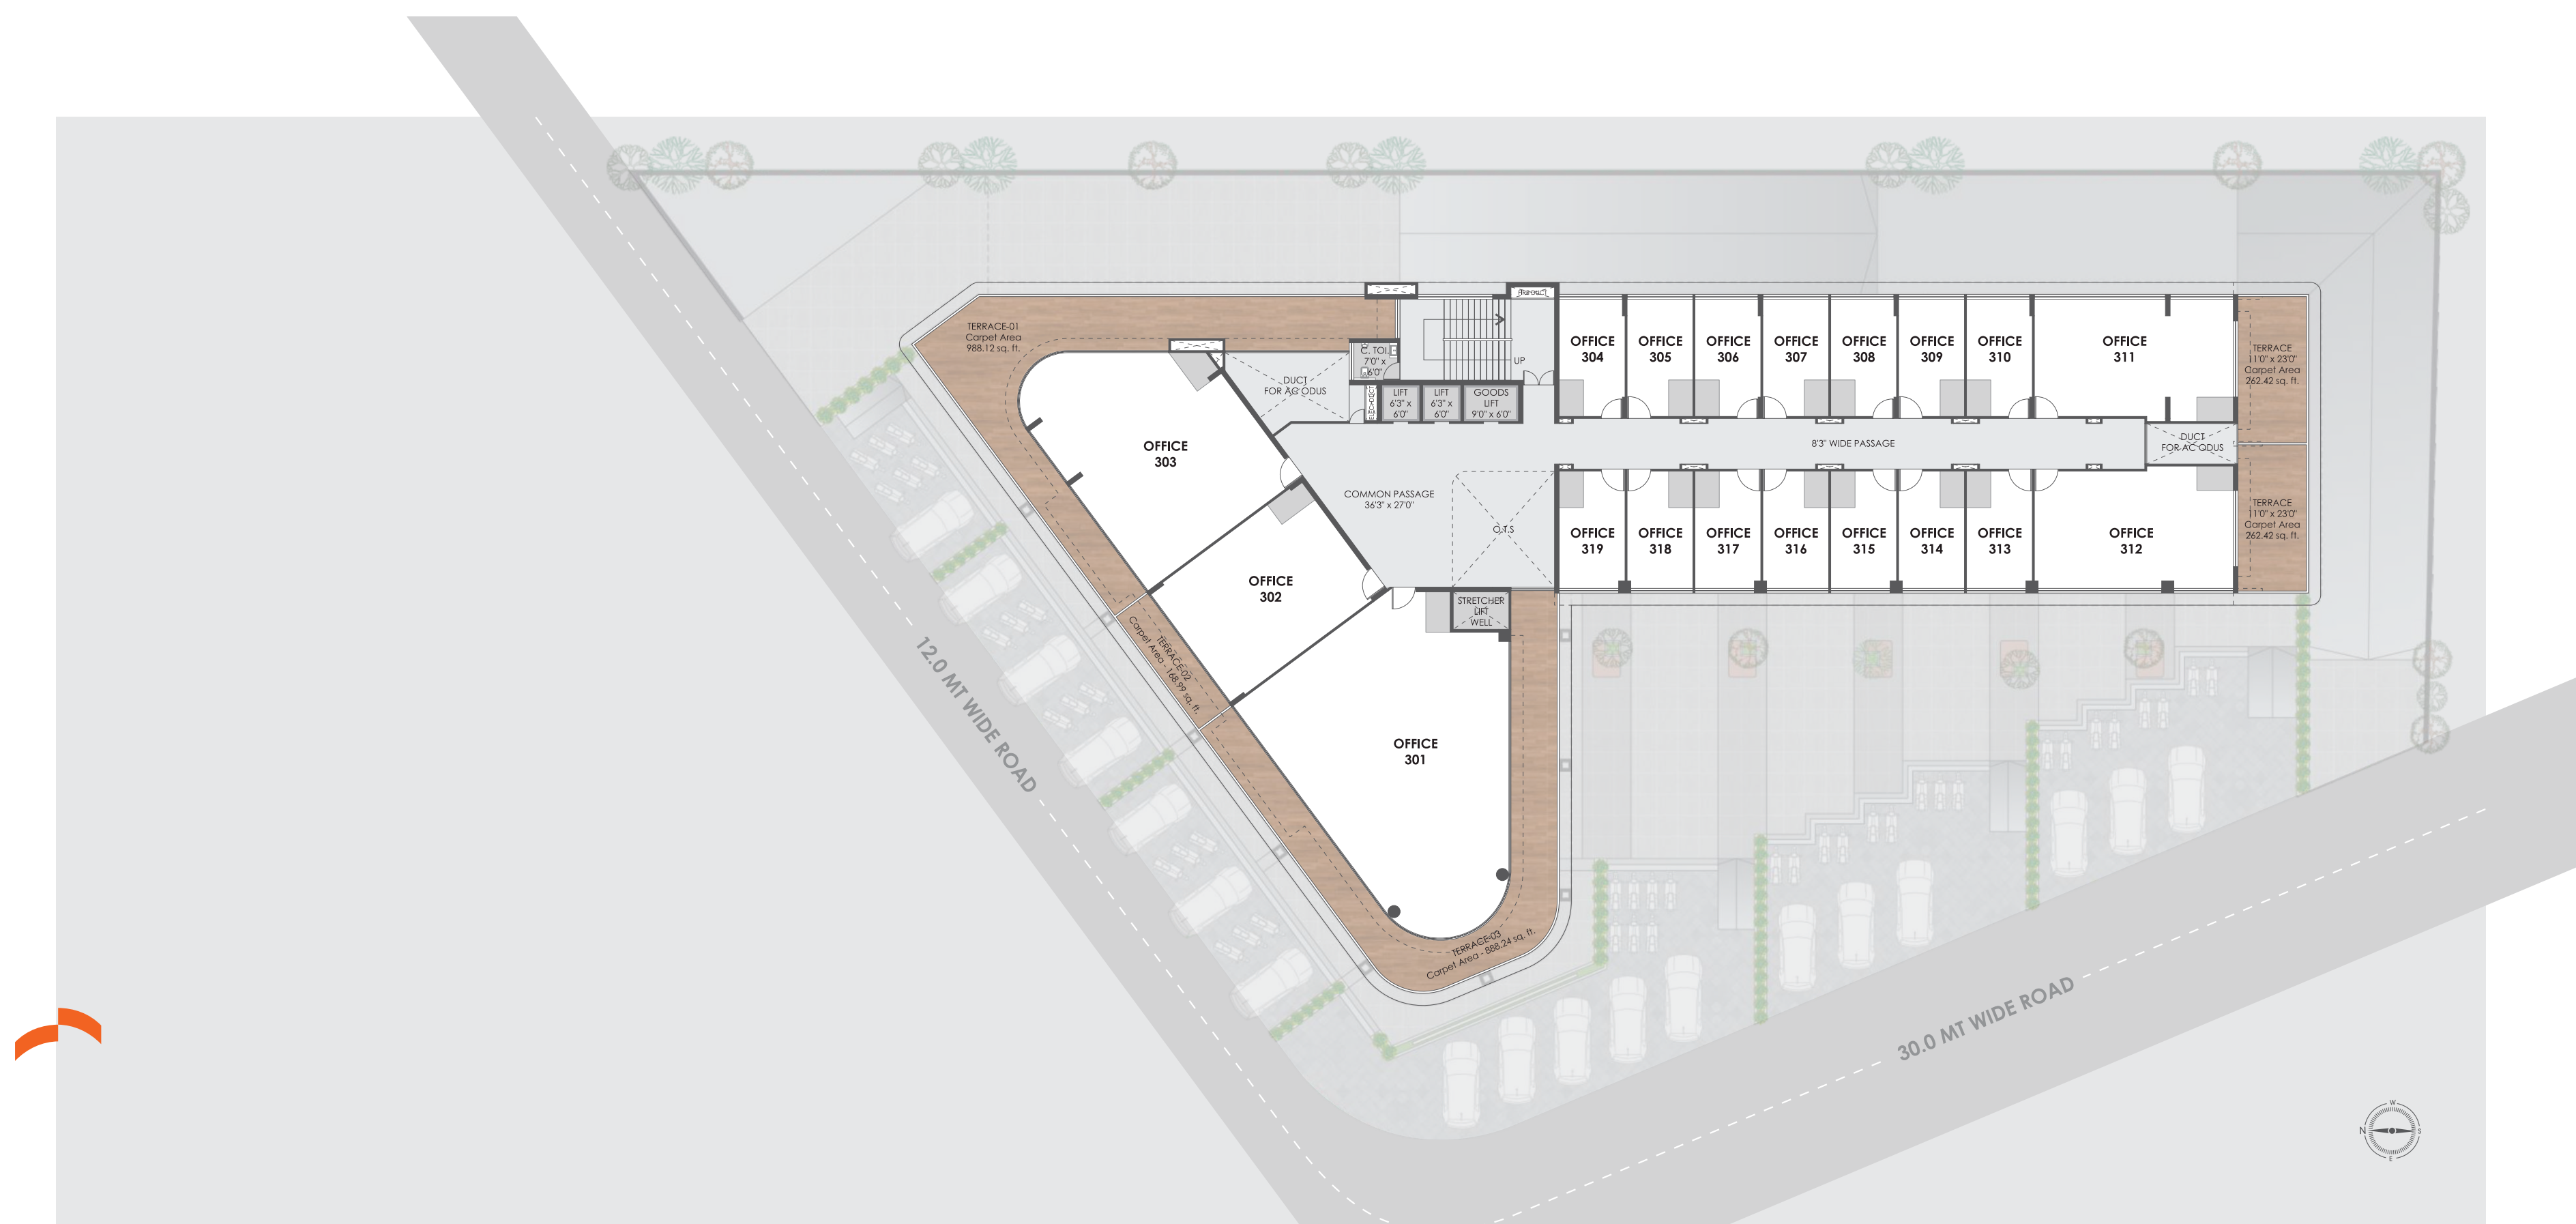 TERRACE-01
Carpet Area
988.12 sq. ft.
DUCT
FOR AC ODUS
C. TOI.
7'0" x
6'0"
UP
LIFT
6'3" x
6'0"
LIFT
6'3" x
6'0"
GOODS
LIFT
9'0" x 6'0"
OFFICE
303
OFFICE
302
OFFICE
301
COMMON PASSAGE
36'3" x 27'0"
O.T.S
STRETCHER
LIFT
WELL
OFFICE
304
OFFICE
305
OFFICE
306
OFFICE
307
OFFICE
308
OFFICE
309
OFFICE
310
OFFICE
311
TERRACE
11'0" x 23'0"
Carpet Area
262.42 sq. ft.
8'3" WIDE PASSAGE
DUCT
FOR AC ODUS
OFFICE
319
OFFICE
318
OFFICE
317
OFFICE
316
OFFICE
315
OFFICE
314
OFFICE
313
OFFICE
312
TERRACE
11'0" x 23'0"
Carpet Area
262.42 sq. ft.
TERRACE-02
Carpet Area - 168.99 sq. ft.
TERRACE-03
Carpet Area - 888.24 sq. ft.
12.0 MT WIDE ROAD
30.0 MT WIDE ROAD
W
N
S
E